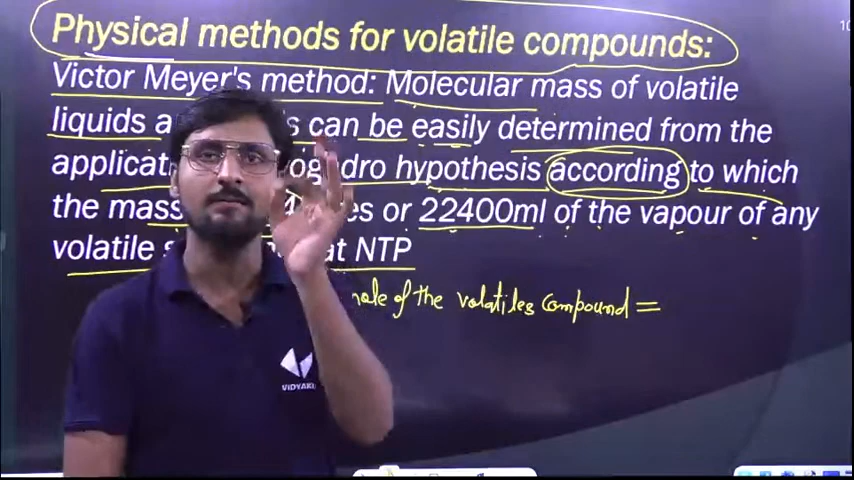 Physical methods for volatile compounds:
Victor Meyer's method: Molecular mass of volatile
liquids a s can be easily determined from the
applicat ogadro hypothesis according to which
the mass es or 22400ml of the vapour of any
volatile s at NTP
mole of the volatiles compound =
VIDYAKU
10